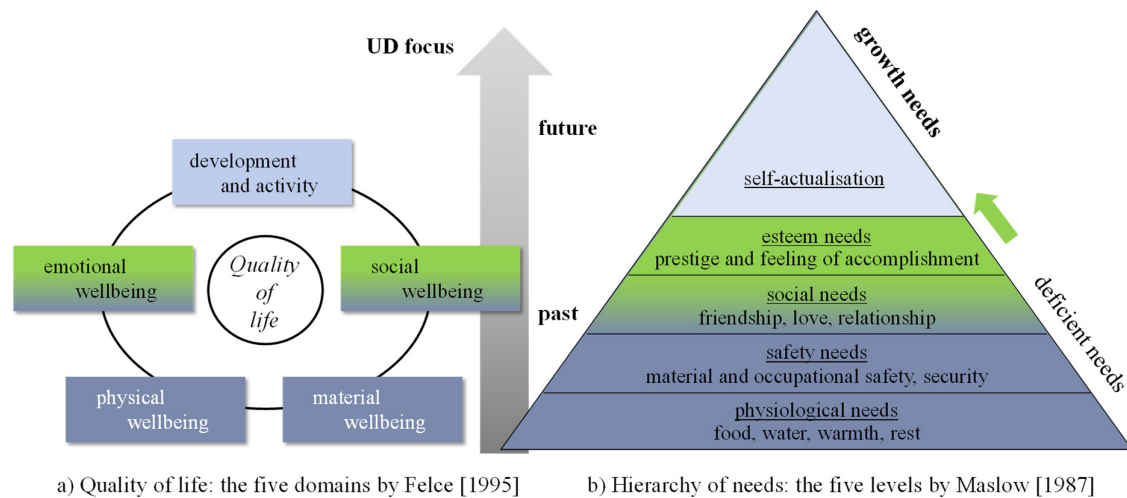 UD focus
future
past
development
and activity
emotional
wellbeing
social
wellbeing
Quality
of
life
physical
wellbeing
material
wellbeing
growth needs
self-actualisation
esteem needs
prestige and feeling of accomplishment
social needs
friendship, love, relationship
safety needs
material and occupational safety, security
physiological needs
food, water, warmth, rest
deficient needs
a) Quality of life: the five domains by Felce [1995]
b) Hierarchy of needs: the five levels by Maslow [1987]